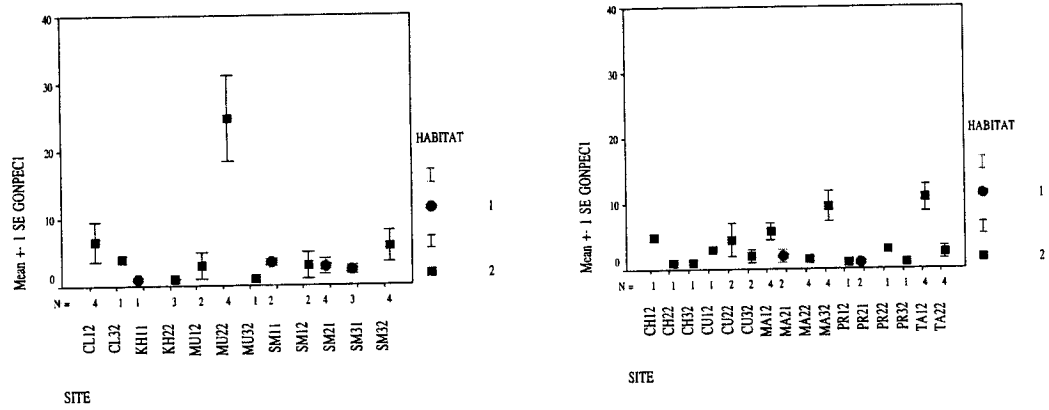 40
30
20
10
0
Mean +- 1 SE GONPEC1
N = 4 1 1 3 2 4 1 2 2 4 3 4
CL12 CL32 KH11 KH22 MU12 MU22 MU32 SM11 SM12 SM21 SM31 SM32
SITE
HABITAT
1
2
40
30
20
10
0
Mean +- 1 SE GONPEC1
N = 1 1 1 1 2 2 4 2 4 4 1 2 1 1 4 4
CH12 CH22 CH32 CU12 CU22 CU32 MA12 MA21 MA22 MA32 PR12 PR21 PR22 PR32 TA12 TA22
SITE
HABITAT
1
2